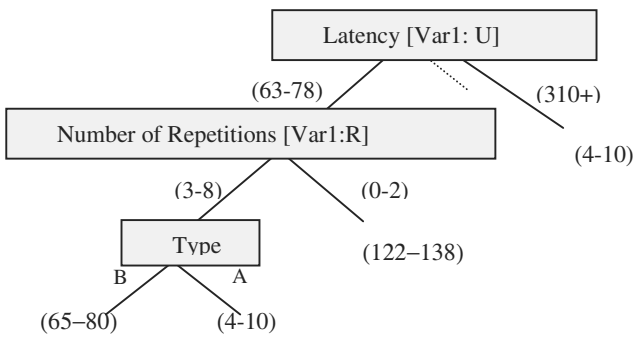 Latency [Var1: U]
(63-78)
(310+)
Number of Repetitions [Var1:R]
(4-10)
(3-8)
(0-2)
Type
(122–138)
B
A
(65–80)
(4-10)